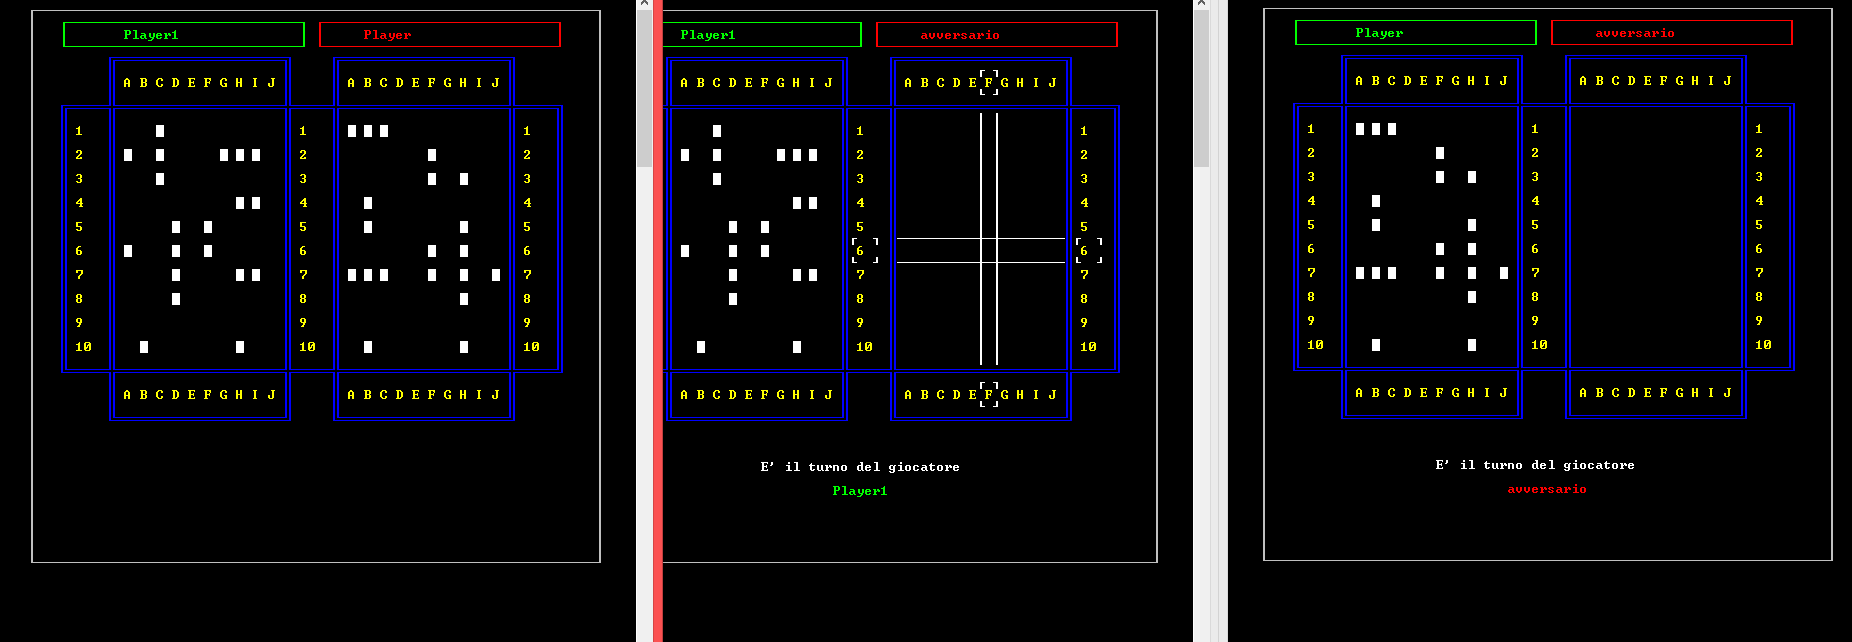 Player1 Player
A B C D E F G H I J A B C D E F G H I J
1 1 1
2 2 2
3 3 3
4 4 4
5 5 5
6 6 6
7 7 7
8 8 8
9 9 9
10 10 10
A B C D E F G H I J A B C D E F G H I J
Player1 avversario
A B C D E F G H I J A B C D E F G H I J
1 1
2 2
3 3
4 4
5 5
6 6
7 7
8 8
9 9
10 10
A B C D E F G H I J A B C D E F G H I J
E' il turno del giocatore
Player1
Player avversario
A B C D E F G H I J A B C D E F G H I J
1 1 1
2 2 2
3 3 3
4 4 4
5 5 5
6 6 6
7 7 7
8 8 8
9 9 9
10 10 10
A B C D E F G H I J A B C D E F G H I J
E' il turno del giocatore
avversario